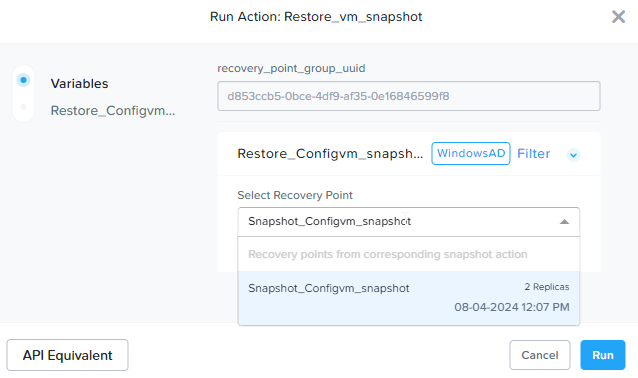 Run Action: Restore_vm_snapshot
Variables
Restore_Configvm...
recovery_point_group_uuid
d853ccb5-0bce-4df9-af35-0e16846599f8
Restore_Configvm_snapsh... WindowsAD Filter
Select Recovery Point
Snapshot_Configvm_snapshot
Recovery points from corresponding snapshot action
Snapshot_Configvm_snapshot 2 Replicas
08-04-2024 12:07 PM
API Equivalent Cancel Run